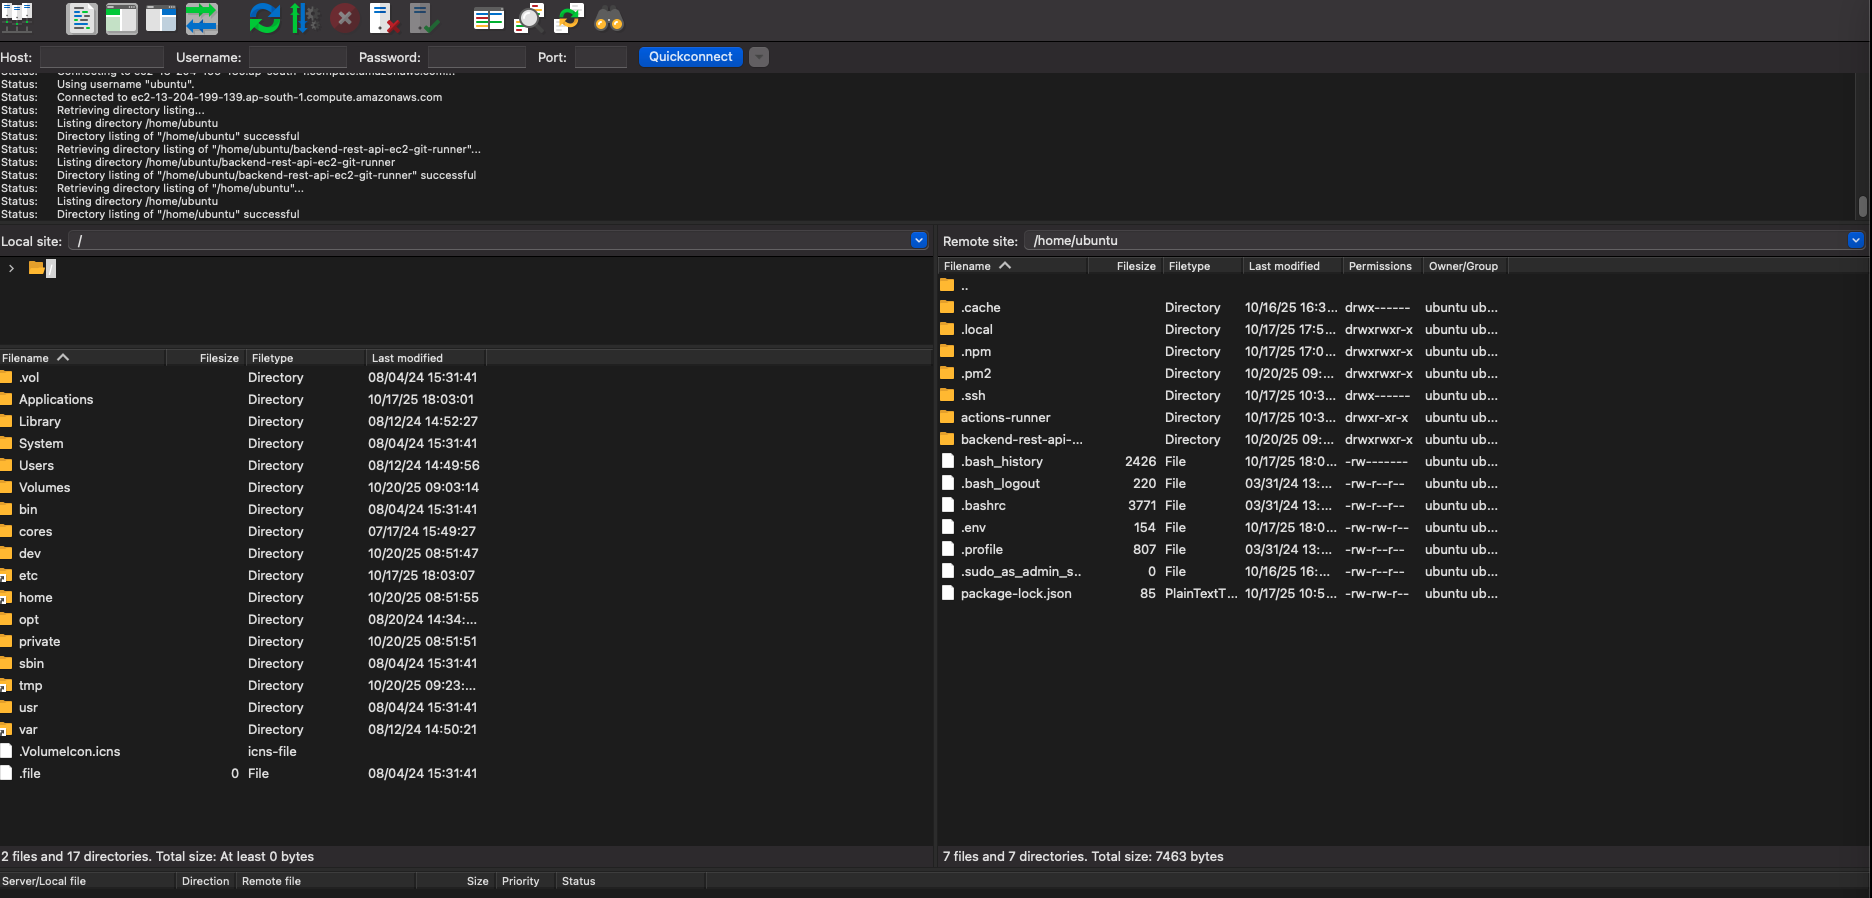 Host: Username: Password: Port: Quickconnect
Status: Connecting to ec2-13-204-199-139.ap-south-1.compute.amazonaws.com...
Status: Using username "ubuntu".
Status: Connected to ec2-13-204-199-139.ap-south-1.compute.amazonaws.com
Status: Retrieving directory listing...
Status: Listing directory /home/ubuntu
Status: Directory listing of "/home/ubuntu" successful
Status: Retrieving directory listing of "/home/ubuntu/backend-rest-api-ec2-git-runner"...
Status: Listing directory /home/ubuntu/backend-rest-api-ec2-git-runner
Status: Directory listing of "/home/ubuntu/backend-rest-api-ec2-git-runner" successful
Status: Retrieving directory listing of "/home/ubuntu"...
Status: Listing directory /home/ubuntu
Status: Directory listing of "/home/ubuntu" successful
Local site: /
/
Filename Filesize Filetype Last modified
.vol Directory 08/04/24 15:31:41
Applications Directory 10/17/25 18:03:01
Library Directory 08/12/24 14:52:27
System Directory 08/04/24 15:31:41
Users Directory 08/12/24 14:49:56
Volumes Directory 10/20/25 09:03:14
bin Directory 08/04/24 15:31:41
cores Directory 07/17/24 15:49:27
dev Directory 10/20/25 08:51:47
etc Directory 10/17/25 18:03:07
home Directory 10/20/25 08:51:55
opt Directory 08/20/24 14:34:...
private Directory 10/20/25 08:51:51
sbin Directory 08/04/24 15:31:41
tmp Directory 10/20/25 09:23:...
usr Directory 08/04/24 15:31:41
var Directory 08/12/24 14:50:21
.VolumeIcon.icns icns-file
.file 0 File 08/04/24 15:31:41
2 files and 17 directories. Total size: At least 0 bytes
Remote site: /home/ubuntu
Filename Filesize Filetype Last modified Permissions Owner/Group
..
.cache Directory 10/16/25 16:3... drwx------ ubuntu ub...
.local Directory 10/17/25 17:5... drwxrwxr-x ubuntu ub...
.npm Directory 10/17/25 17:0... drwxrwxr-x ubuntu ub...
.pm2 Directory 10/20/25 09:... drwxrwxr-x ubuntu ub...
.ssh Directory 10/17/25 10:3... drwx------ ubuntu ub...
actions-runner Directory 10/17/25 10:3... drwxr-xr-x ubuntu ub...
backend-rest-api-... Directory 10/20/25 09:... drwxrwxr-x ubuntu ub...
.bash_history 2426 File 10/17/25 18:0... -rw------- ubuntu ub...
.bash_logout 220 File 03/31/24 13:... -rw-r--r-- ubuntu ub...
.bashrc 3771 File 03/31/24 13:... -rw-r--r-- ubuntu ub...
.env 154 File 10/17/25 18:0... -rw-rw-r-- ubuntu ub...
.profile 807 File 03/31/24 13:... -rw-r--r-- ubuntu ub...
.sudo_as_admin_s.. 0 File 10/16/25 16:... -rw-r--r-- ubuntu ub...
package-lock.json 85 PlainTextT... 10/17/25 10:5... -rw-rw-r-- ubuntu ub...
7 files and 7 directories. Total size: 7463 bytes
Server/Local file Direction Remote file Size Priority Status